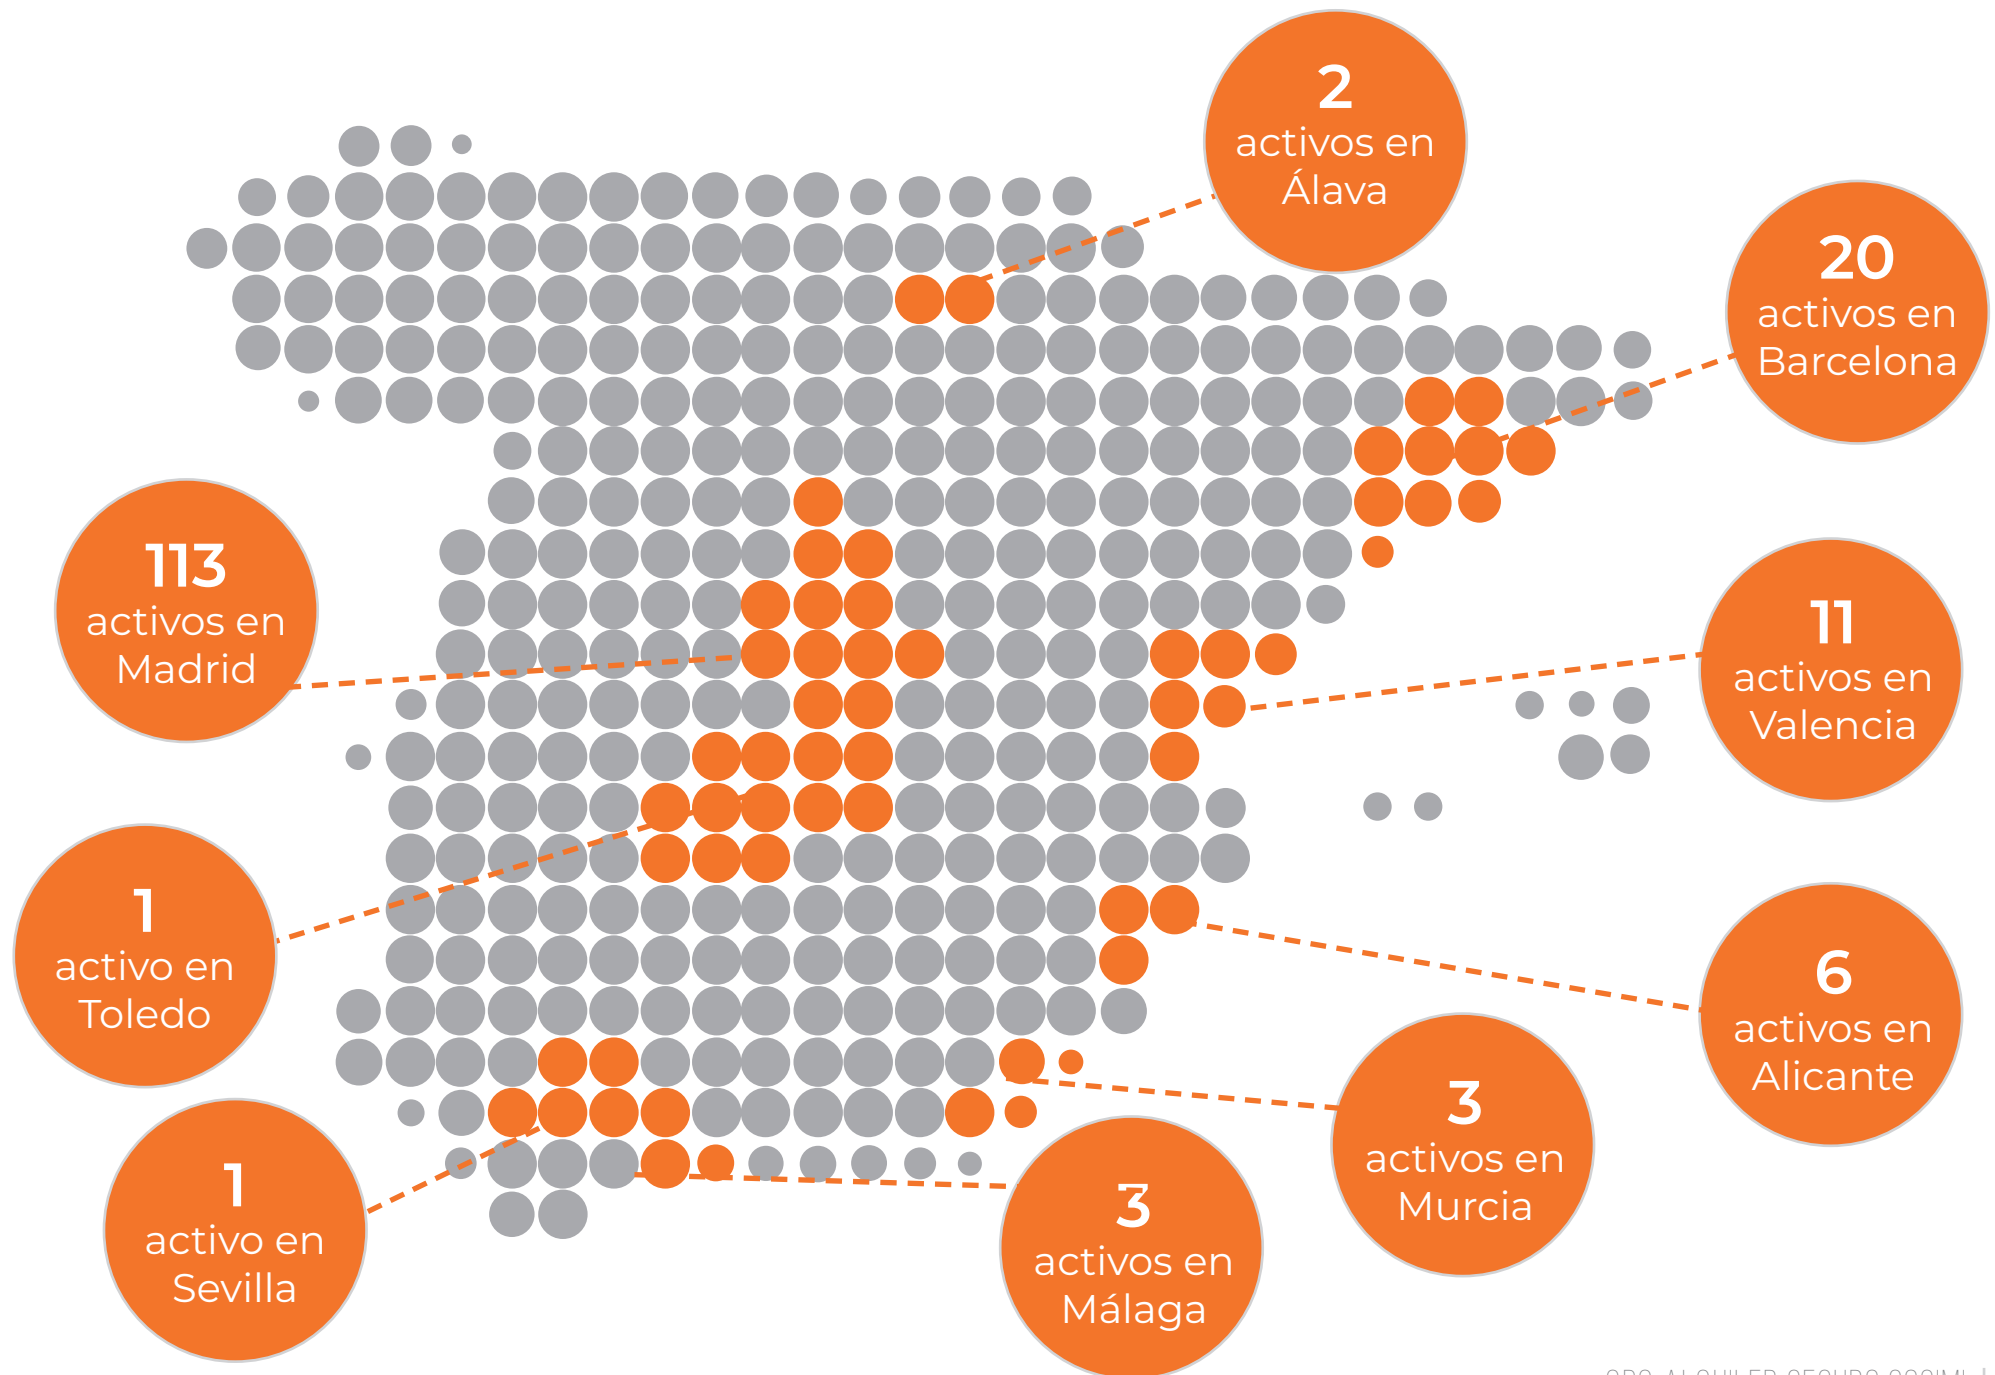 2
activos en
Álava
20
activos en
Barcelona
113
activos en
Madrid
11
activos en
Valencia
1
activo en
Toledo
6
activos en
Alicante
3
activos en
Murcia
1
activo en
Sevilla
3
activos en
Málaga